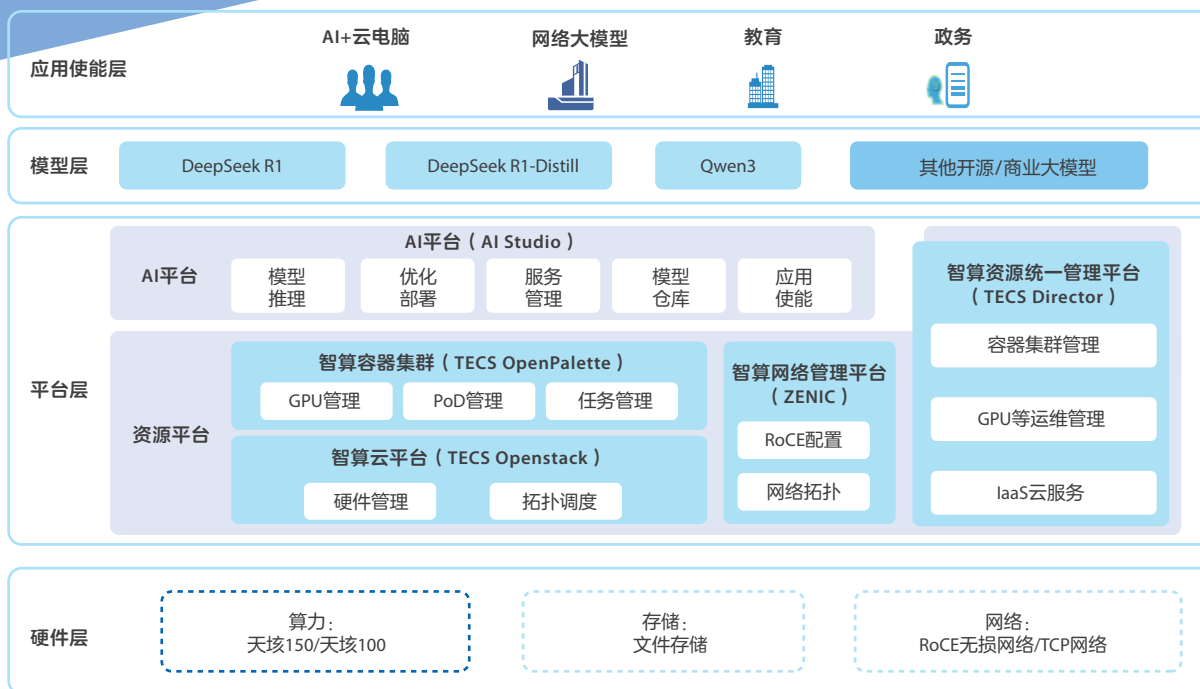 AI+云电脑
网络大模型
教育
政务
应用使能层
模型层
DeepSeek R1
DeepSeek R1-Distill
Qwen3
其他开源/商业大模型
AI平台（AI Studio）
AI平台
模型
推理
优化
部署
服务
管理
模型
仓库
应用
使能
智算资源统一管理平台
（TECS Director）
容器集群管理
GPU等运维管理
IaaS云服务
平台层
资源平台
智算容器集群（TECS OpenPalette）
GPU管理
PoD管理
任务管理
智算云平台（TECS Openstack）
硬件管理
拓扑调度
智算网络管理平台
（ZENIC）
RoCE配置
网络拓扑
硬件层
算力：
天垓150/天垓100
存储：
文件存储
网络：
RoCE无损网络/TCP网络